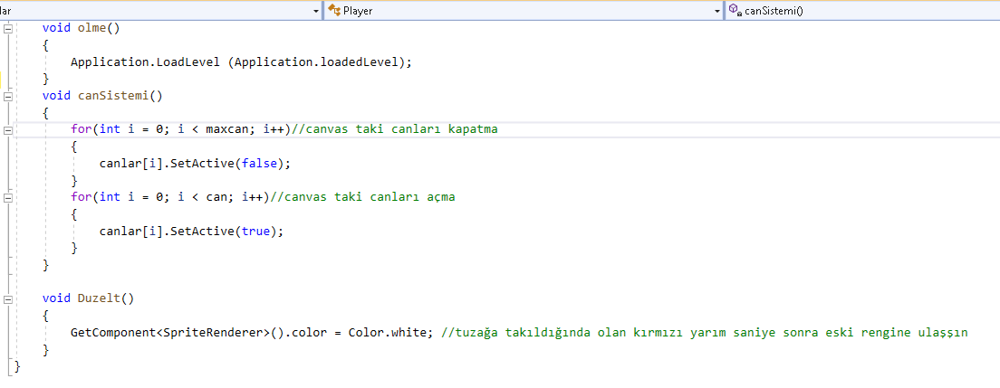 lar Player canSistemi()
void olme()
{
Application.LoadLevel (Application.loadedLevel);
}
void canSistemi()
{
for(int i = 0; i < maxcan; i++)//canvas taki canları kapatma
{
canlar[i].SetActive(false);
}
for(int i = 0; i < can; i++)//canvas taki canları açma
{
canlar[i].SetActive(true);
}
}
void Duzelt()
{
GetComponent<SpriteRenderer>().color = Color.white; //tuzağa takıldığında olan kırmızı yarım saniye sonra eski rengine ulaşşın
}
}